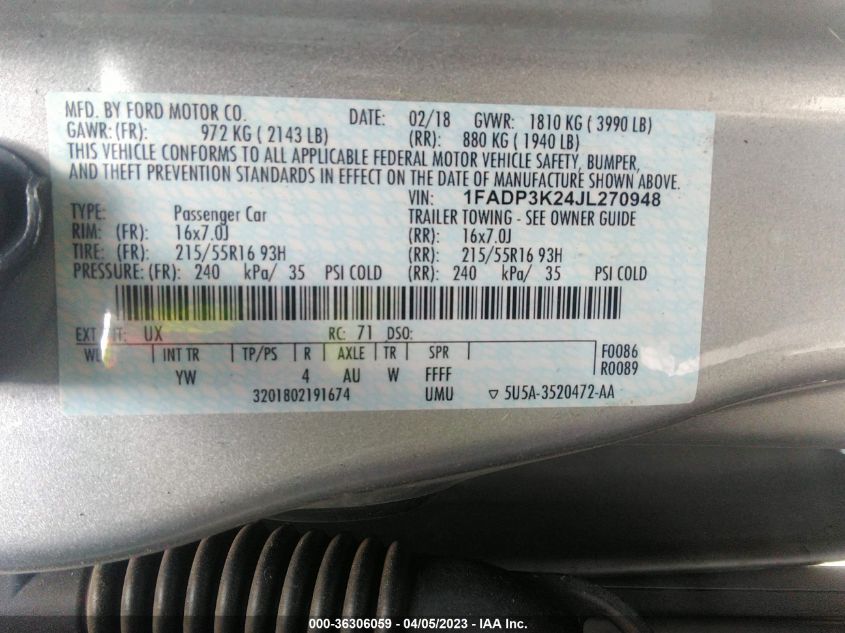 MFD. BY FORD MOTOR CO. DATE: 02/18 GVWR: 1810 KG ( 3990 LB)
GAWR: (FR): 972 KG ( 2143 LB) (RR): 880 KG ( 1940 LB)
THIS VEHICLE CONFORMS TO ALL APPLICABLE FEDERAL MOTOR VEHICLE SAFETY, BUMPER,
AND THEFT PREVENTION STANDARDS IN EFFECT ON THE DATE OF MANUFACTURE SHOWN ABOVE.
VIN: 1FADP3K24JL270948
TYPE: Passenger Car TRAILER TOWING - SEE OWNER GUIDE
RIM: (FR): 16x7.0J (RR): 16x7.0J
TIRE: (FR): 215/55R16 93H (RR): 215/55R16 93H
PRESSURE: (FR): 240 kPa/ 35 PSI COLD (RR): 240 kPa/ 35 PSI COLD
EXT UX RC: 71 DSO:
INT TR TP/PS R AXLE TR SPR F0086
YW 4 AU W FFFF R0089
3201802191674 UMU ▽ 5U5A-3520472-AA
000-36306059 - 04/05/2023 - IAA Inc.